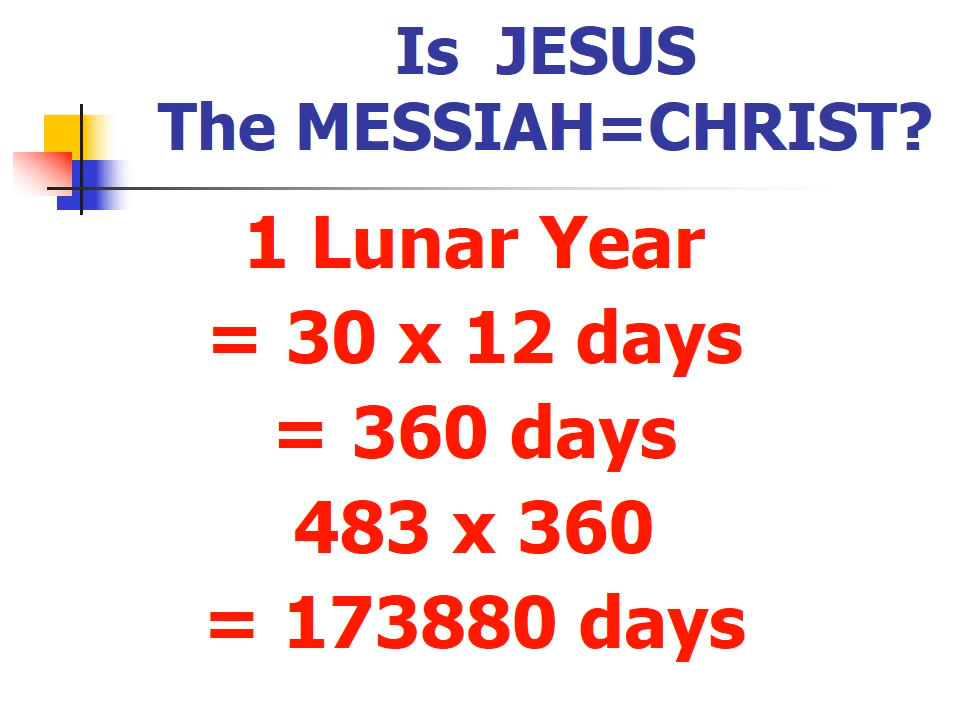 Is JESUS
The MESSIAH=CHRIST?
1 Lunar Year
= 30 x 12 days
= 360 days
483 x 360
= 173880 days